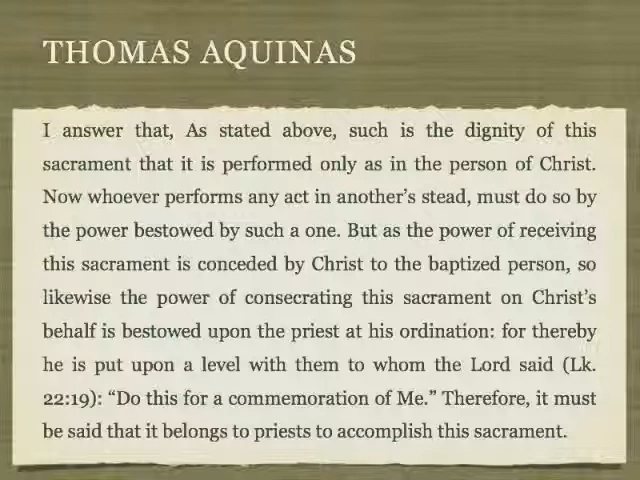 THOMAS AQUINAS
I answer that, As stated above, such is the dignity of this
sacrament that it is performed only as in the person of Christ.
Now whoever performs any act in another’s stead, must do so by
the power bestowed by such a one. But as the power of receiving
this sacrament is conceded by Christ to the baptized person, so
likewise the power of consecrating this sacrament on Christ’s
behalf is bestowed upon the priest at his ordination: for thereby
he is put upon a level with them to whom the Lord said (Lk.
22:19): “Do this for a commemoration of Me.” Therefore, it must
be said that it belongs to priests to accomplish this sacrament.